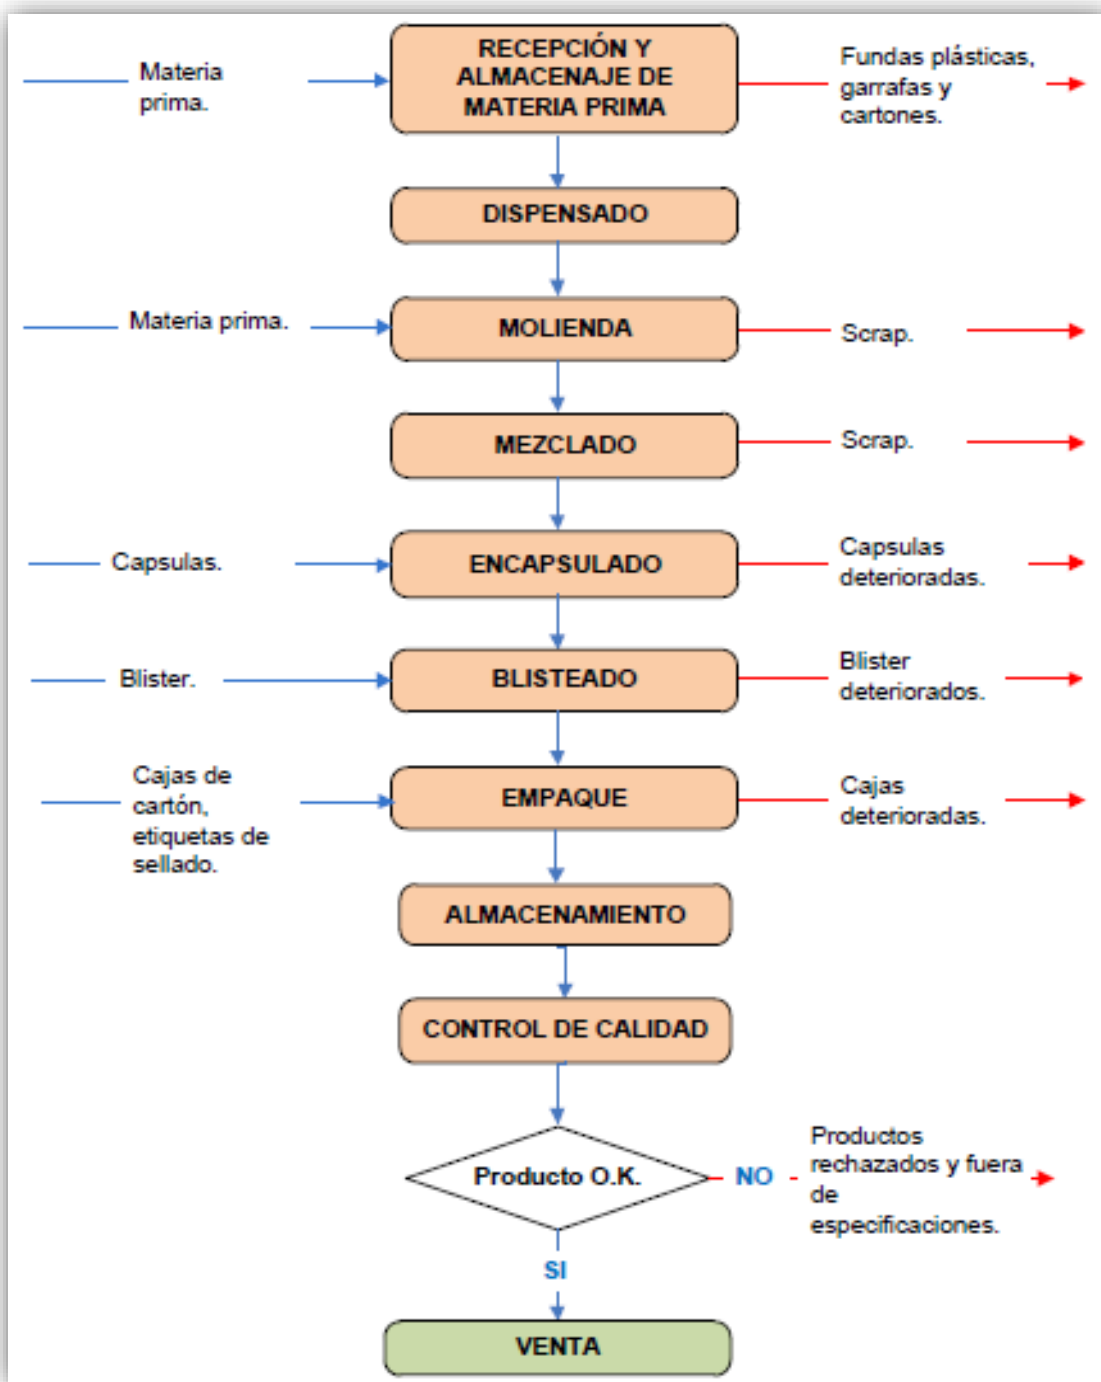 RECEPCIÓN Y
ALMACENAJE DE
MATERIA PRIMA
Materia
prima.
Fundas plásticas,
garrafas y
cartones.
DISPENSADO
Materia prima.
MOLIENDA
Scrap.
MEZCLADO
Scrap.
Capsulas.
ENCAPSULADO
Capsulas
deterioradas.
Blister.
BLISTEADO
Blister
deteriorados.
Cajas de
cartón,
etiquetas de
sellado.
EMPAQUE
Cajas
deterioradas.
ALMACENAMIENTO
CONTROL DE CALIDAD
Producto O.K.
NO
Productos
rechazados y fuera
de
especificaciones.
SI
VENTA